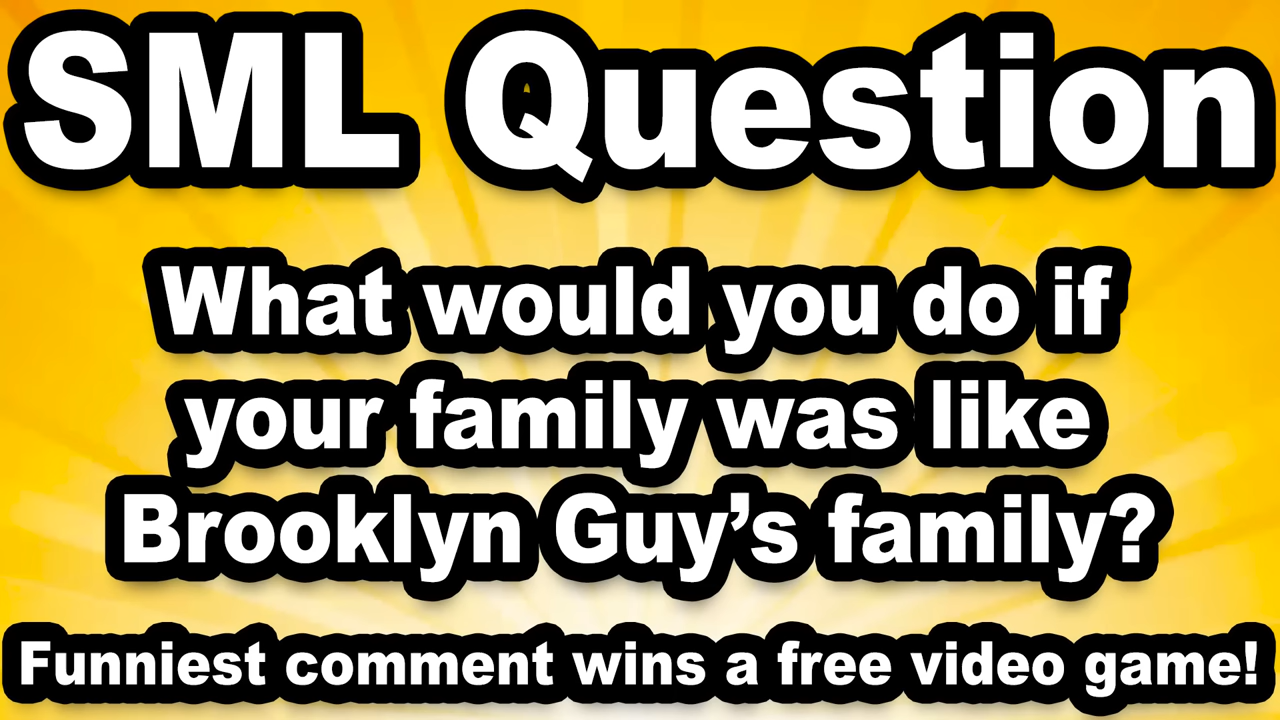 SML Question
What would you do if
your family was like
Brooklyn Guy’s family?
Funniest comment wins a free video game!